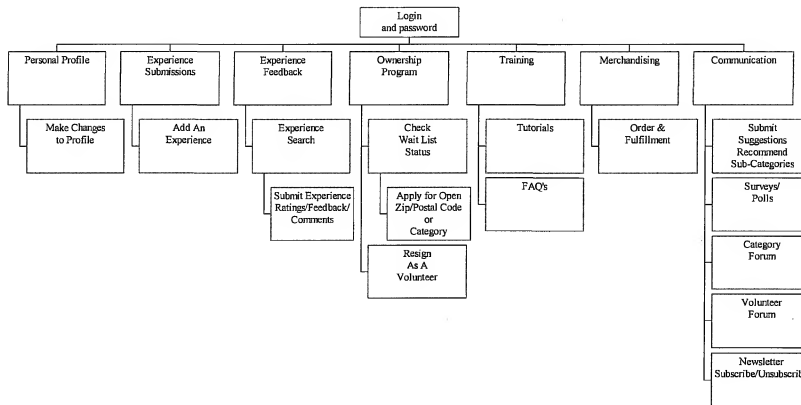 Login
and password
Personal Profile
Experience
Submissions
Experience
Feedback
Ownership
Program
Training
Merchandising
Communication
Make Changes
to Profile
Add An
Experience
Experience
Search
Submit Experience
Ratings/Feedback/
Comments
Check
Wait List
Status
Apply for Open
Zip/Postal Code
or
Category
Resign
As A
Volunteer
Tutorials
FAQ's
Order &
Fulfillment
Submit
Suggestions
Recommend
Sub-Categories
Surveys/
Polls
Category
Forum
Volunteer
Forum
Newsletter
Subscribe/Unsubscribe